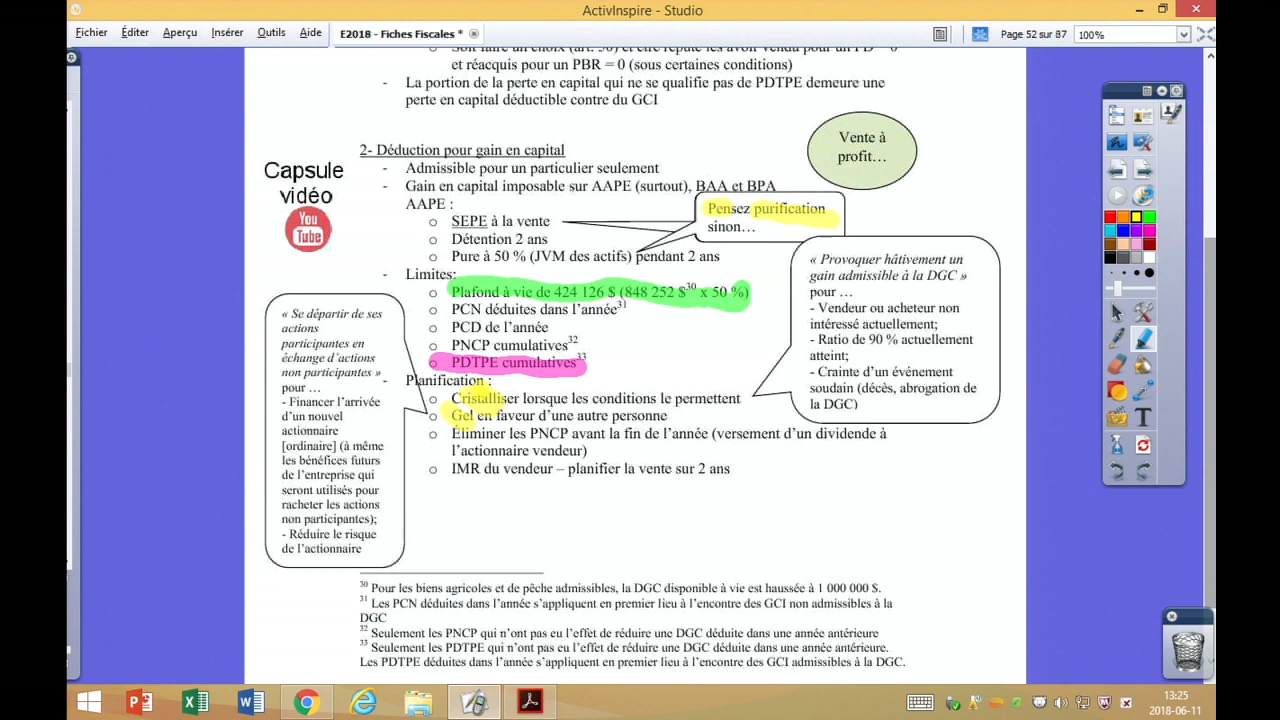 ActivInspire - Studio
Fichier Éditer Aperçu Insérer Outils Aide E2018 - Fiches Fiscales * Page 52 sur 87 100%
et réacquis pour un PBR = 0 (sous certaines conditions)
- La portion de la perte en capital qui ne se qualifie pas de PDTPE demeure une
perte en capital déductible contre du GCI
Vente à
profit…
2- Déduction pour gain en capital
- Admissible pour un particulier seulement
- Gain en capital imposable sur AAPE (surtout), BAA et BPA
AAPE :
o SEPE à la vente
o Détention 2 ans
o Pure à 50 % (JVM des actifs) pendant 2 ans
Capsule
vidéo
You
Tube
Pensez purification
sinon…
- Limites:
o Plafond à vie de 424 126 $ (848 252 $30 x 50 %)
o PCN déduites dans l’année31
o PCD de l’année
o PNCP cumulatives32
o PDTPE cumulatives33
- Planification :
o Cristalliser lorsque les conditions le permettent
o Gel en faveur d’une autre personne
o Éliminer les PNCP avant la fin de l’année (versement d’un dividende à
l’actionnaire vendeur)
o IMR du vendeur – planifier la vente sur 2 ans
« Provoquer hâtivement un
gain admissible à la DGC »
pour …
- Vendeur ou acheteur non
intéressé actuellement;
- Ratio de 90 % actuellement
atteint;
- Crainte d’un événement
soudain (décès, abrogation de
la DGC)
« Se départir de ses
actions
participantes en
échange d’actions
non participantes »
pour …
- Financer l’arrivée
d’un nouvel
actionnaire
[ordinaire] (à même
les bénéfices futurs
de l’entreprise qui
seront utilisés pour
racheter les actions
non participantes);
- Réduire le risque
de l’actionnaire
30 Pour les biens agricoles et de pêche admissibles, la DGC disponible à vie est haussée à 1 000 000 $.
31 Les PCN déduites dans l’année s’appliquent en premier lieu à l’encontre des GCI non admissibles à la
DGC
32 Seulement les PNCP qui n’ont pas eu l’effet de réduire une DGC déduite dans une année antérieure
33 Seulement les PDTPE qui n’ont pas eu l’effet de réduire une DGC déduite dans une année antérieure.
Les PDTPE déduites dans l’année s’appliquent en premier lieu à l’encontre des GCI admissibles à la DGC.
13:25
2018-06-11